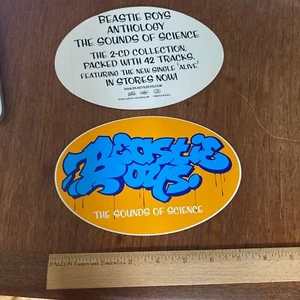 BEASTIE BOYS
ANTHOLOGY
THE SOUNDS OF SCIENCE
THE 2-CD COLLECTION,
PACKED WITH 42 TRACKS,
FEATURING THE NEW SINGLE "ALIVE"
IN STORES NOW!
Beastie
Boys
THE SOUNDS OF SCIENCE
FALCON